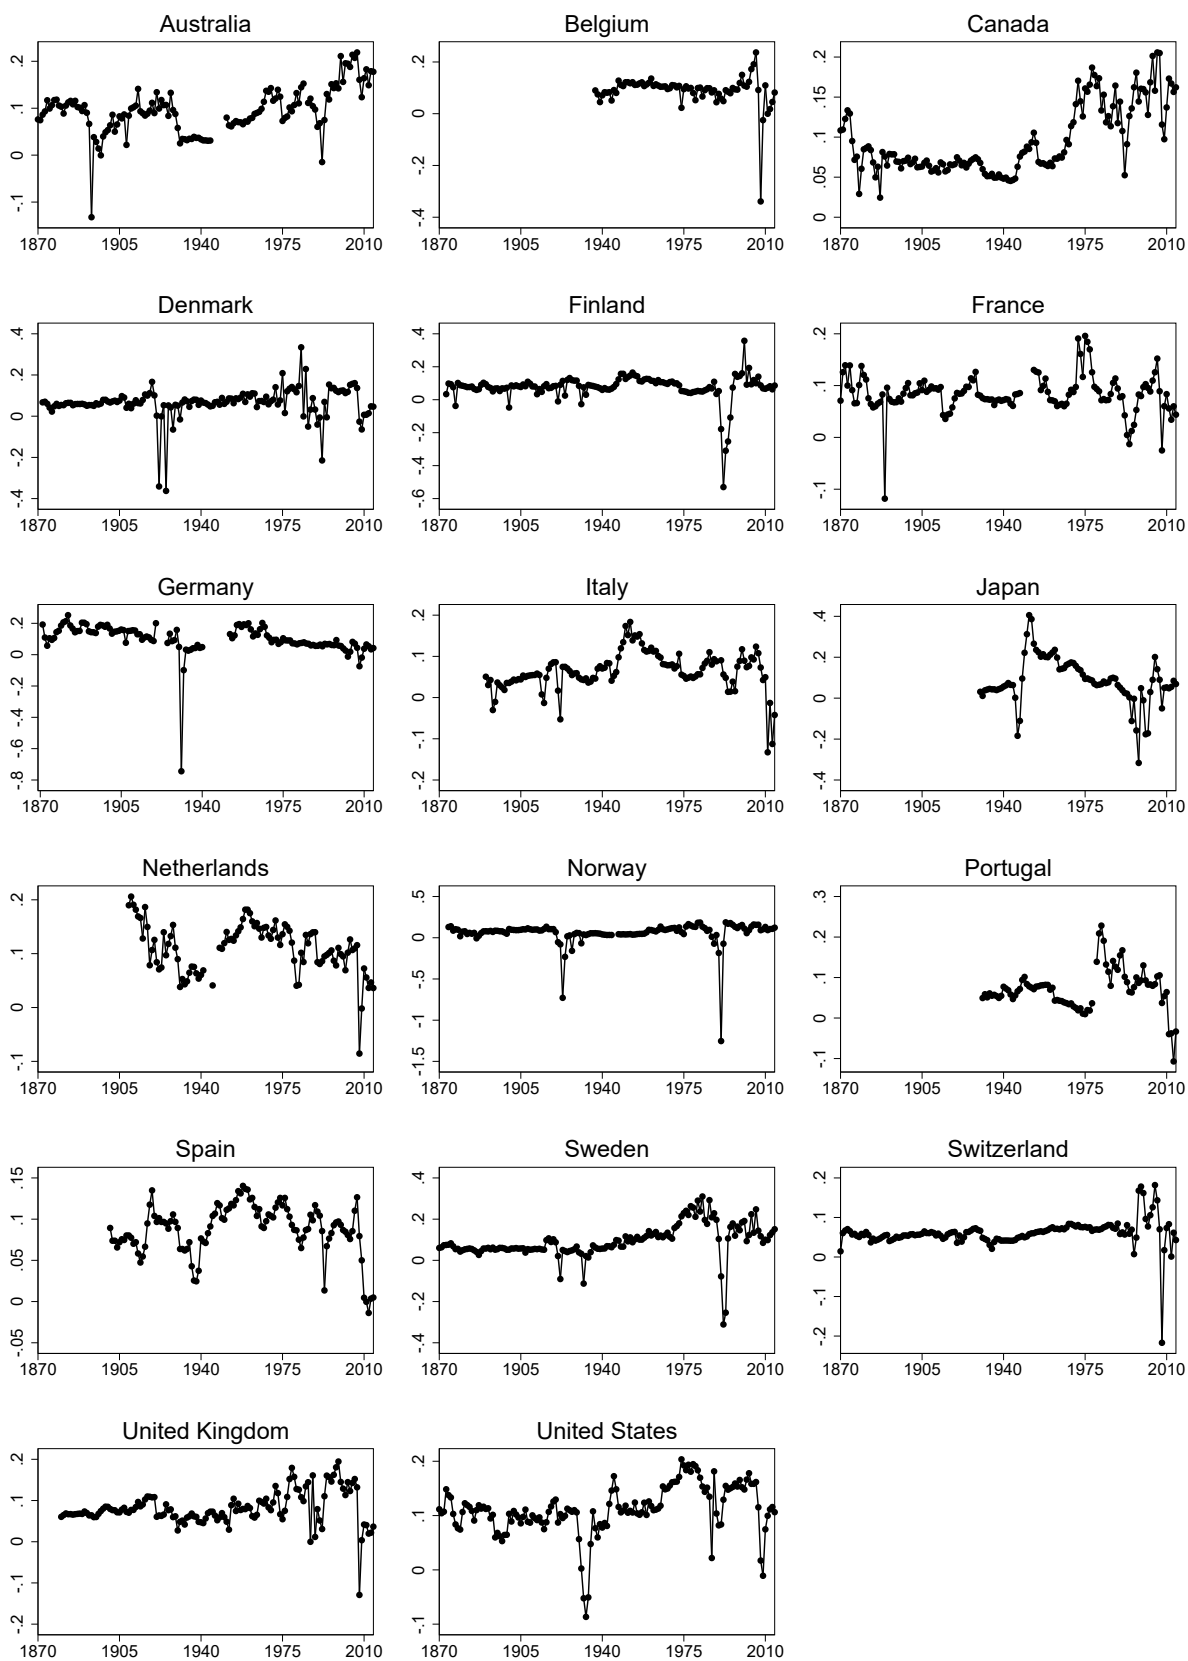 Australia Belgium Canada
.2 .2 .2
.1 0 .15
0 -.2 .1
-.1 -.4 .05
0
1870 1905 1940 1975 2010 1870 1905 1940 1975 2010 1870 1905 1940 1975 2010
Denmark Finland France
.4 .4 .2
.2 .2 .1
0 0 0
-.2 -.2 -.1
-.4 -.4
-.6
1870 1905 1940 1975 2010 1870 1905 1940 1975 2010 1870 1905 1940 1975 2010
Germany Italy Japan
.2 .2 .4
0 .1 .2
-.2 0 0
-.4 -.1 -.2
-.6 -.2 -.4
-.8
1870 1905 1940 1975 2010 1870 1905 1940 1975 2010 1870 1905 1940 1975 2010
Netherlands Norway Portugal
.2 .5 .3
.1 0 .2
0 -.5 .1
-.1 -1 0
-1.5 -.1
1870 1905 1940 1975 2010 1870 1905 1940 1975 2010 1870 1905 1940 1975 2010
Spain Sweden Switzerland
.15 .4 .2
.1 .2 .1
.05 0 0
0 -.2 -.1
-.05 -.4 -.2
1870 1905 1940 1975 2010 1870 1905 1940 1975 2010 1870 1905 1940 1975 2010
United Kingdom United States
.2 .2
.1 .1
0 0
-.1 -.1
-.2
1870 1905 1940 1975 2010 1870 1905 1940 1975 2010